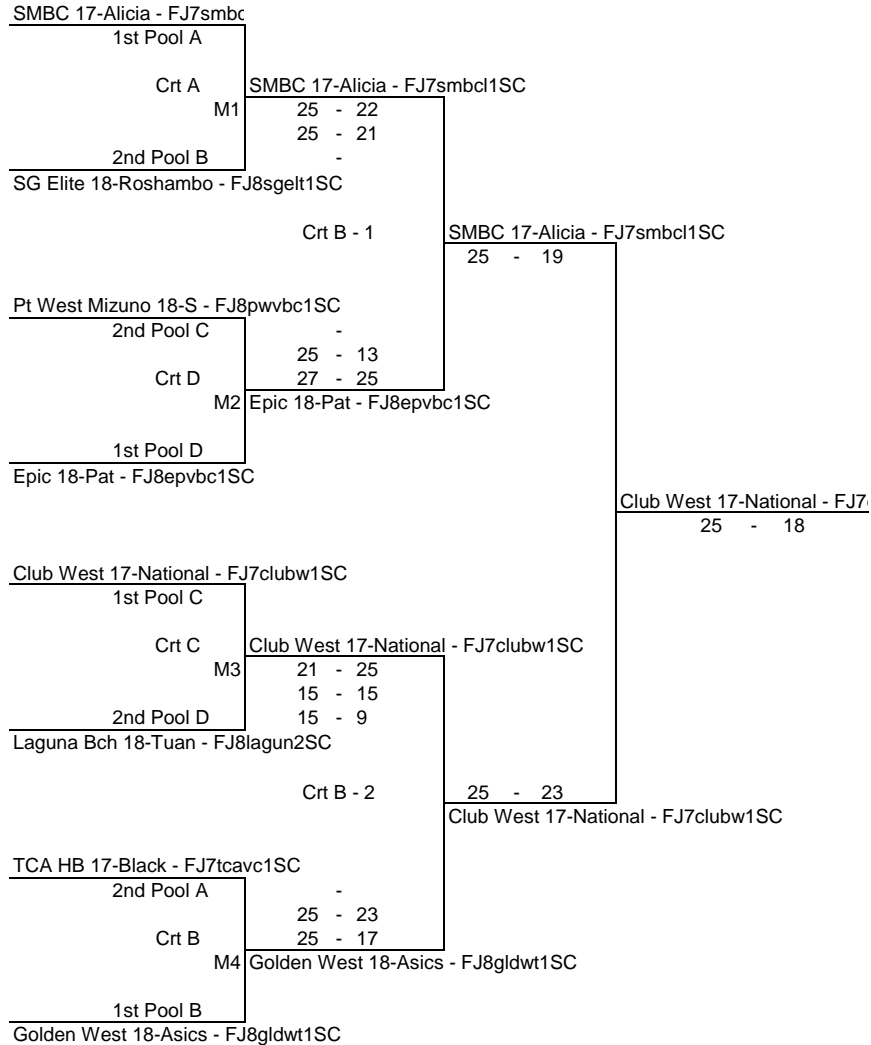 SMBC 17-Alicia - FJ7smbc
1st Pool A
Crt A SMBC 17-Alicia - FJ7smbcl1SC
M1 25 - 22
25 - 21
2nd Pool B -
SG Elite 18-Roshambo - FJ8sgelt1SC
Crt B - 1 SMBC 17-Alicia - FJ7smbcl1SC
25 - 19
Pt West Mizuno 18-S - FJ8pwvbc1SC
2nd Pool C -
25 - 13
Crt D 27 - 25
M2 Epic 18-Pat - FJ8epvbc1SC
1st Pool D
Epic 18-Pat - FJ8epvbc1SC
Club West 17-National - FJ7
25 - 18
Club West 17-National - FJ7clubw1SC
1st Pool C
Crt C Club West 17-National - FJ7clubw1SC
M3 21 - 25
15 - 15
2nd Pool D 15 - 9
Laguna Bch 18-Tuan - FJ8lagun2SC
Crt B - 2 25 - 23
Club West 17-National - FJ7clubw1SC
TCA HB 17-Black - FJ7tcavc1SC
2nd Pool A -
25 - 23
Crt B 25 - 17
M4 Golden West 18-Asics - FJ8gldwt1SC
1st Pool B
Golden West 18-Asics - FJ8gldwt1SC